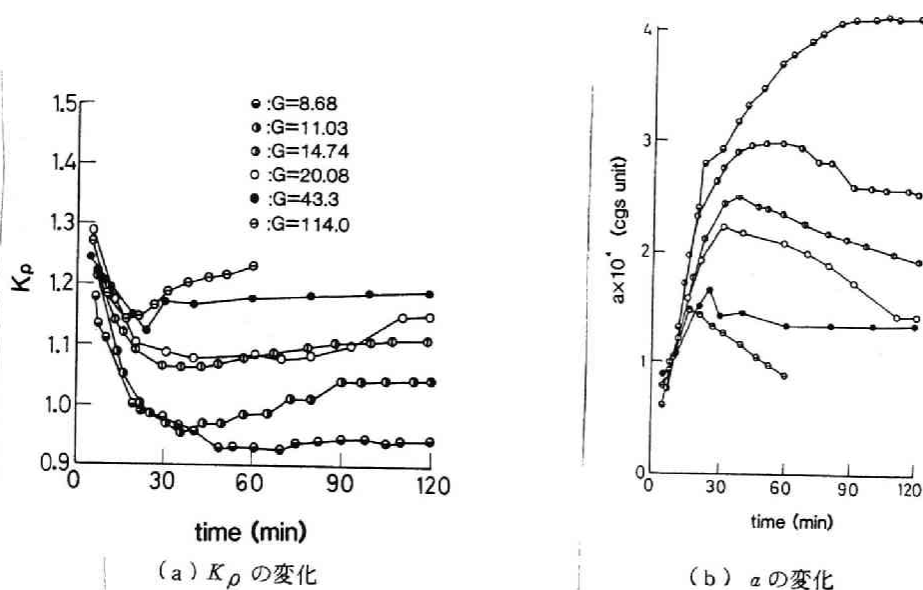 1.5
1.4
1.3
1.2
1.1
1.0
0.9
Kρ
:G=8.68
:G=11.03
:G=14.74
:G=20.08
:G=43.3
:G=114.0
0 30 60 90 120
time (min)
(a) Kρ の変化
4
3
2
1
0
a×10⁴ (cgs unit)
0 30 60 90 120
time (min)
(b) a の変化